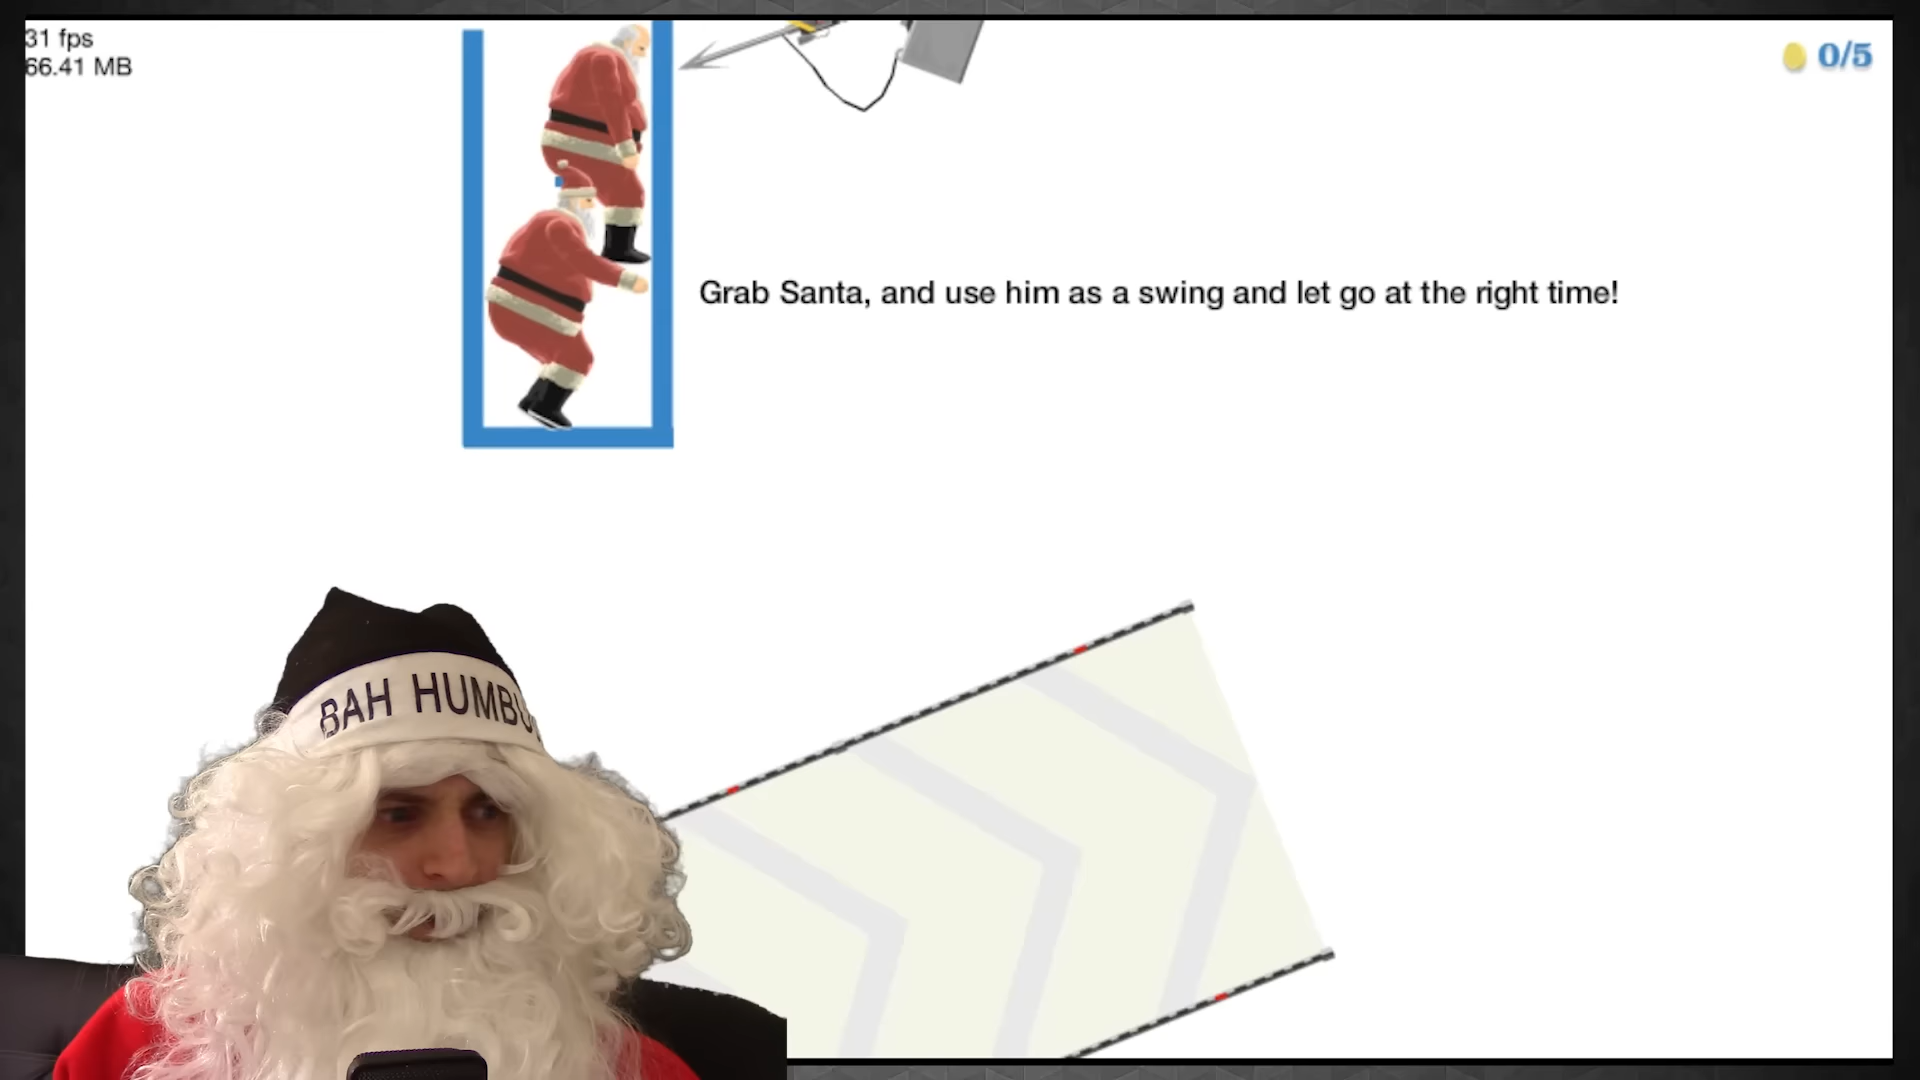 31 fps
66.41 MB
0/5
Grab Santa, and use him as a swing and let go at the right time!
BAH HUMBU